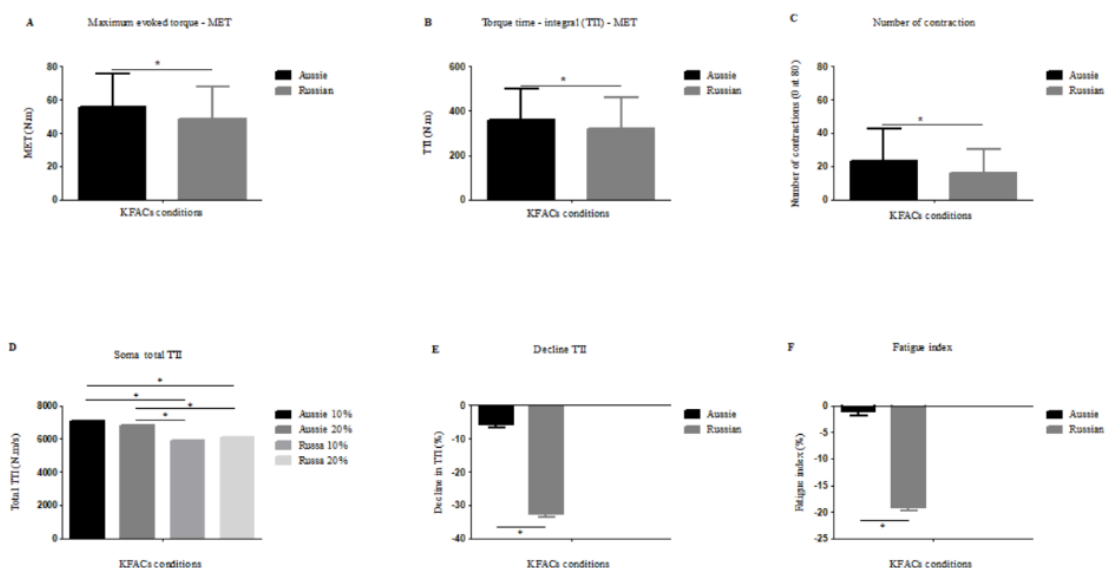 A
Maximum evoked torque - MET
80
60
40
20
0
MET (N.m)
*
KFACs conditions
Aussie
Russian
B
Torque time - integral (TTI) - MET
600
400
200
0
TTI (N.m)
*
KFACs conditions
Aussie
Russian
C
Number of contraction
80
60
40
20
0
Number of contractions (0 at 80)
*
KFACs conditions
Aussie
Russian
D
Soma total TTI
8000
6000
4000
2000
0
Total TTI (N.m/s)
*
*
*
*
KFACs conditions
Aussie 10%
Aussie 20%
Russa 10%
Russa 20%
E
Decline TTI
0
-10
-20
-30
-40
Decline in TTI (%)
*
KFACs conditions
Aussie
Russian
F
Fatigue index
0
-5
-10
-15
-20
-25
Fatigue index (%)
*
KFACs conditions
Aussie
Russian